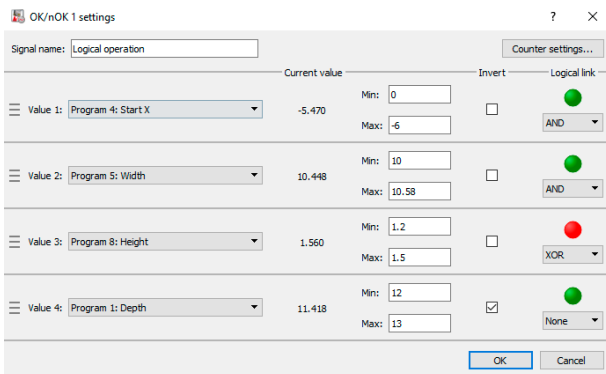 OK/nOK 1 settings
Signal name: Logical operation Counter settings...
Current value Invert Logical link
Min: 0
Value 1: Program 4: Start X -5.470
Max: -6 AND
Min: 10
Value 2: Program 5: Width 10.448
Max: 10.58 AND
Min: 1.2
Value 3: Program 8: Height 1.560
Max: 1.5 XOR
Min: 12
Value 4: Program 1: Depth 11.418
Max: 13 None
OK Cancel